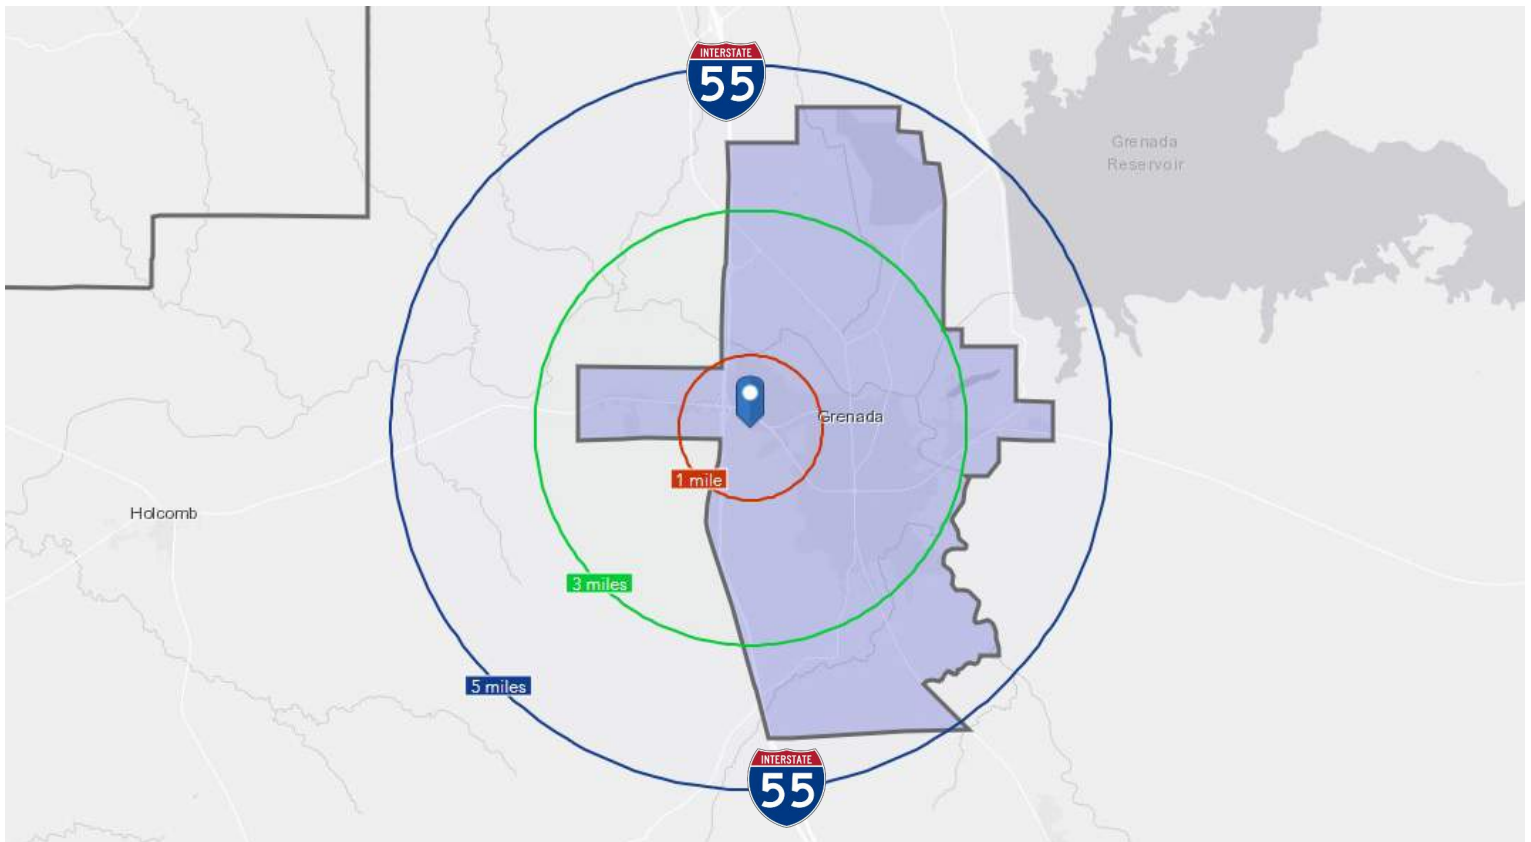 INTERSTATE
55
Grenada
Reservoir
Grenada
1 mile
Holcomb
3 miles
5 miles
INTERSTATE
55